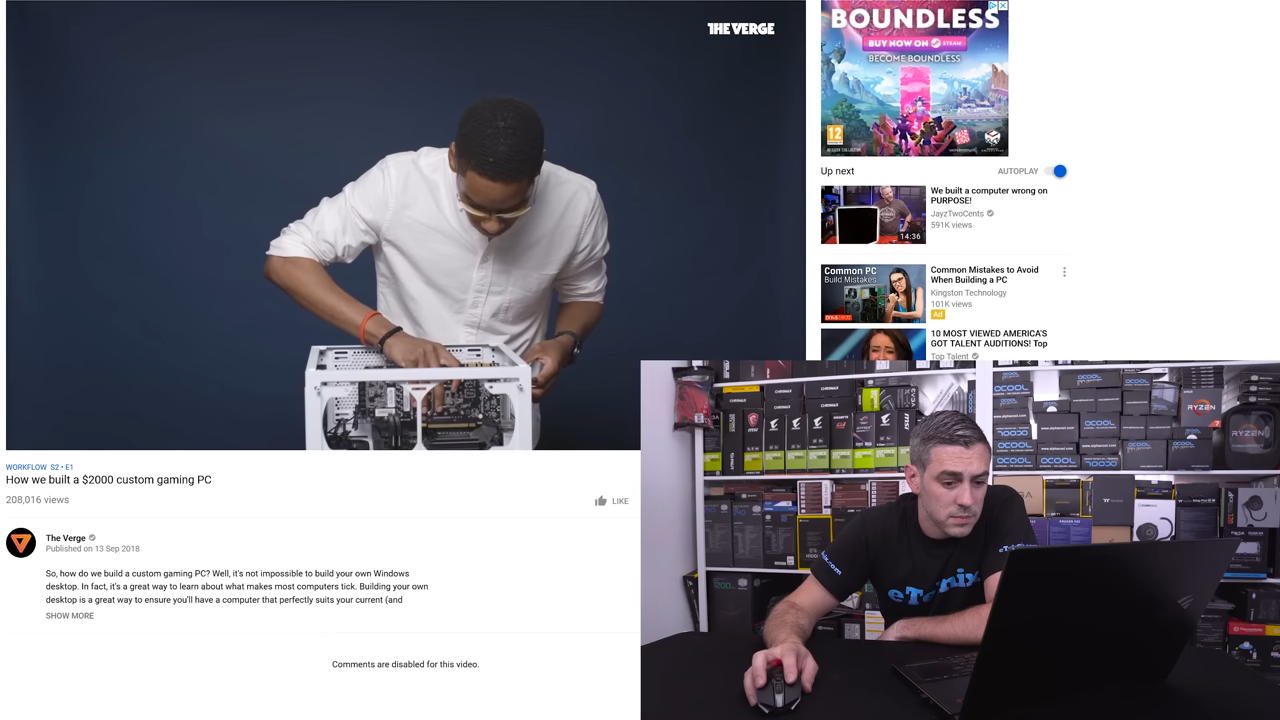 THE VERGE
BOUNDLESS
BUY NOW ON STEAM
BECOME BOUNDLESS
12
Up next
AUTOPLAY
We built a computer wrong on
PURPOSE!
JayzTwoCents
591K views
14:36
Common PC
Build Mistakes
Common Mistakes to Avoid
When Building a PC
Kingston Technology
101K views
Ad
10 MOST VIEWED AMERICA'S
GOT TALENT AUDITIONS! Top
Top Talent
WORKFLOW S2 • E1
How we built a $2000 custom gaming PC
208,016 views
LIKE
The Verge
Published on 13 Sep 2018
So, how do we build a custom gaming PC? Well, it's not impossible to build your own Windows
desktop. In fact, it's a great way to learn about what makes most computers tick. Building your own
desktop is a great way to ensure you'll have a computer that perfectly suits your current (and
SHOW MORE
Comments are disabled for this video.
RYZEN
RYZEN
eTeknix